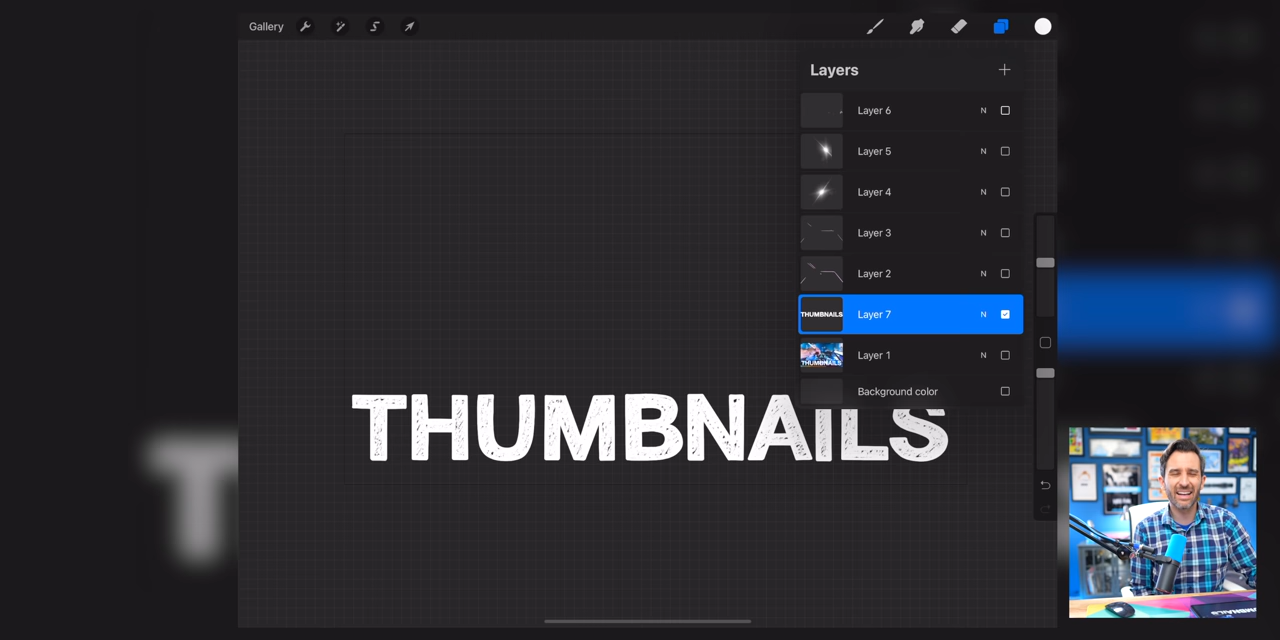 Gallery
Layers
Layer 6 N
Layer 5 N
Layer 4 N
Layer 3 N
Layer 2 N
THUMBNAILS Layer 7 N
THUMBNAILS Layer 1 N
Background color
THUMBNAILS
THUMBNAILS